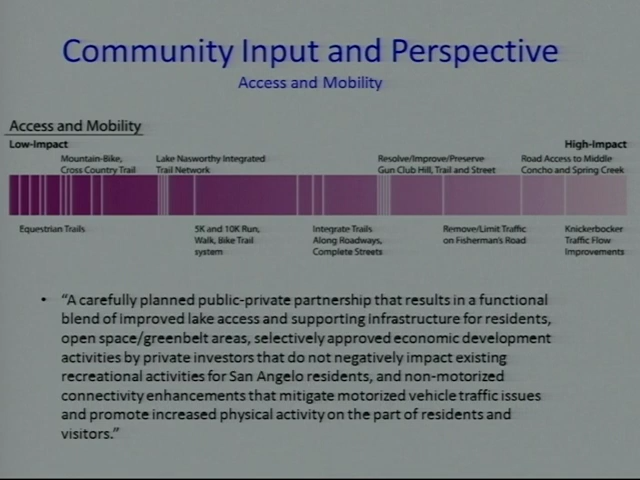 Community Input and Perspective
Access and Mobility
Access and Mobility
Low-Impact
High-Impact
Mountain-Bike,
Cross Country Trail
Lake Nasworthy Integrated
Trail Network
Resolve/Improve/Preserve
Gun Club Hill, Trail and Street
Road Access to Middle
Concho and Spring Creek
Equestrian Trails
5K and 10K Run,
Walk, Bike Trail
system
Integrate Trails
Along Roadways,
Complete Streets
Remove/Limit Traffic
on Fisherman's Road
Knickerbocker
Traffic Flow
Improvements
• "A carefully planned public-private partnership that results in a functional
blend of improved lake access and supporting infrastructure for residents,
open space/greenbelt areas, selectively approved economic development
activities by private investors that do not negatively impact existing
recreational activities for San Angelo residents, and non-motorized
connectivity enhancements that mitigate motorized vehicle traffic issues
and promote increased physical activity on the part of residents and
visitors."